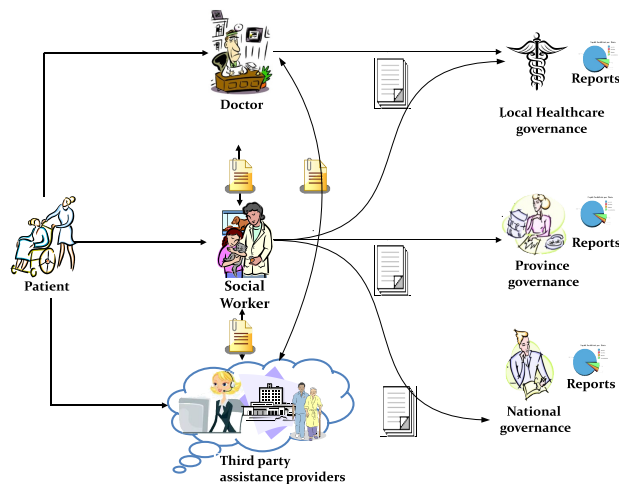 Doctor
Reports
Local Healthcare
governance
Patient
Social
Worker
Reports
Province
governance
Reports
National
governance
Third party
assistance providers